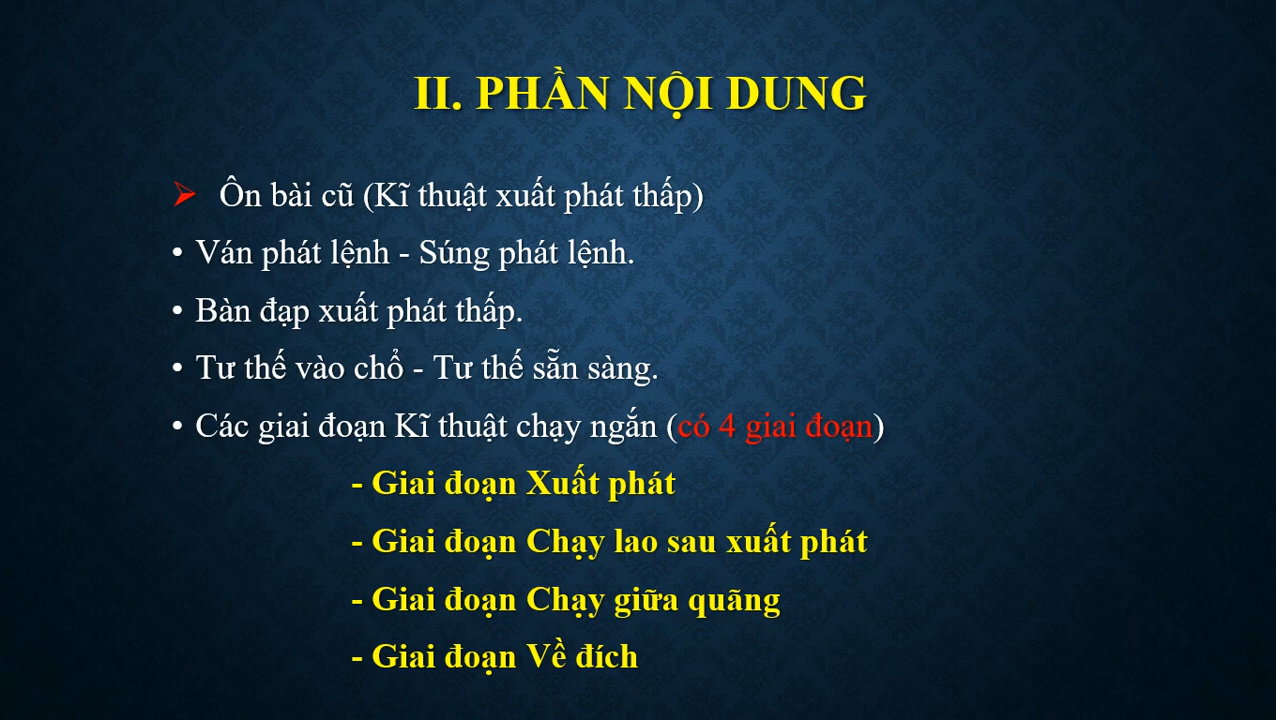 II. PHẦN NỘI DUNG
➢ Ôn bài cũ (Kĩ thuật xuất phát thấp)
• Ván phát lệnh - Súng phát lệnh.
• Bàn đạp xuất phát thấp.
• Tư thế vào chổ - Tư thế sẵn sàng.
• Các giai đoạn Kĩ thuật chạy ngắn (có 4 giai đoạn)
- Giai đoạn Xuất phát
- Giai đoạn Chạy lao sau xuất phát
- Giai đoạn Chạy giữa quãng
- Giai đoạn Về đích